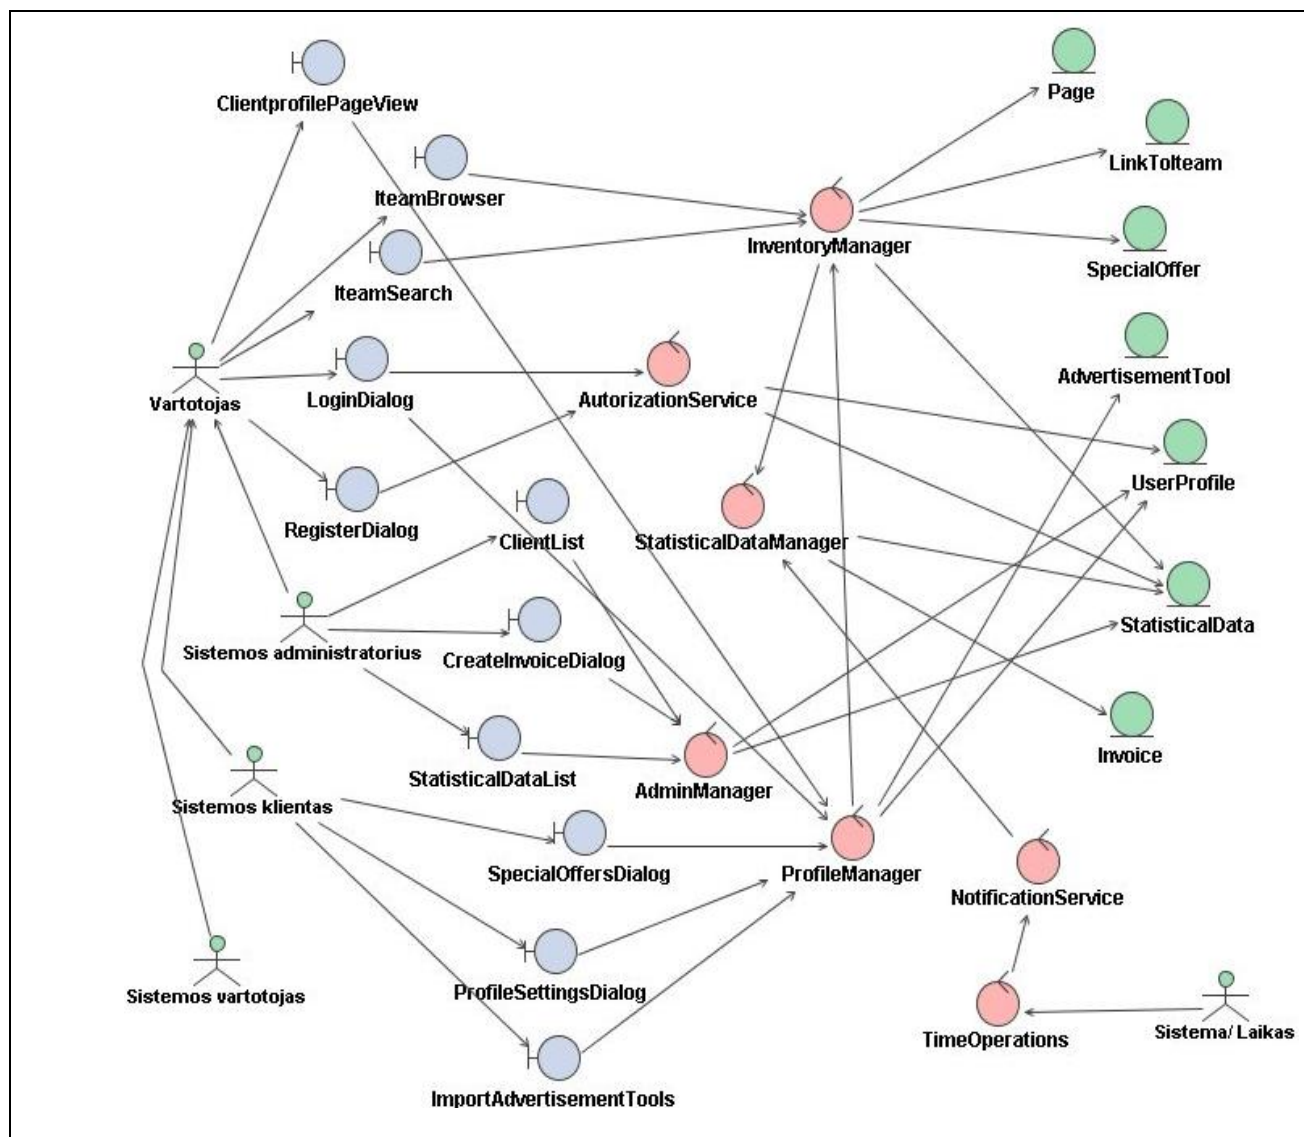 Page
ClientprofilePageView
LinkToIteam
IteamBrowser
InventoryManager
SpecialOffer
IteamSearch
AdvertisementTool
LoginDialog
AutorizationService
Vartotojas
UserProfile
RegisterDialog
ClientList
StatisticalDataManager
StatisticalData
Sistemos administratorius
CreateInvoiceDialog
Invoice
StatisticalDataList
AdminManager
Sistemos klientas
SpecialOffersDialog
ProfileManager
NotificationService
ProfileSettingsDialog
Sistemos vartotojas
TimeOperations
Sistema/ Laikas
ImportAdvertisementTools